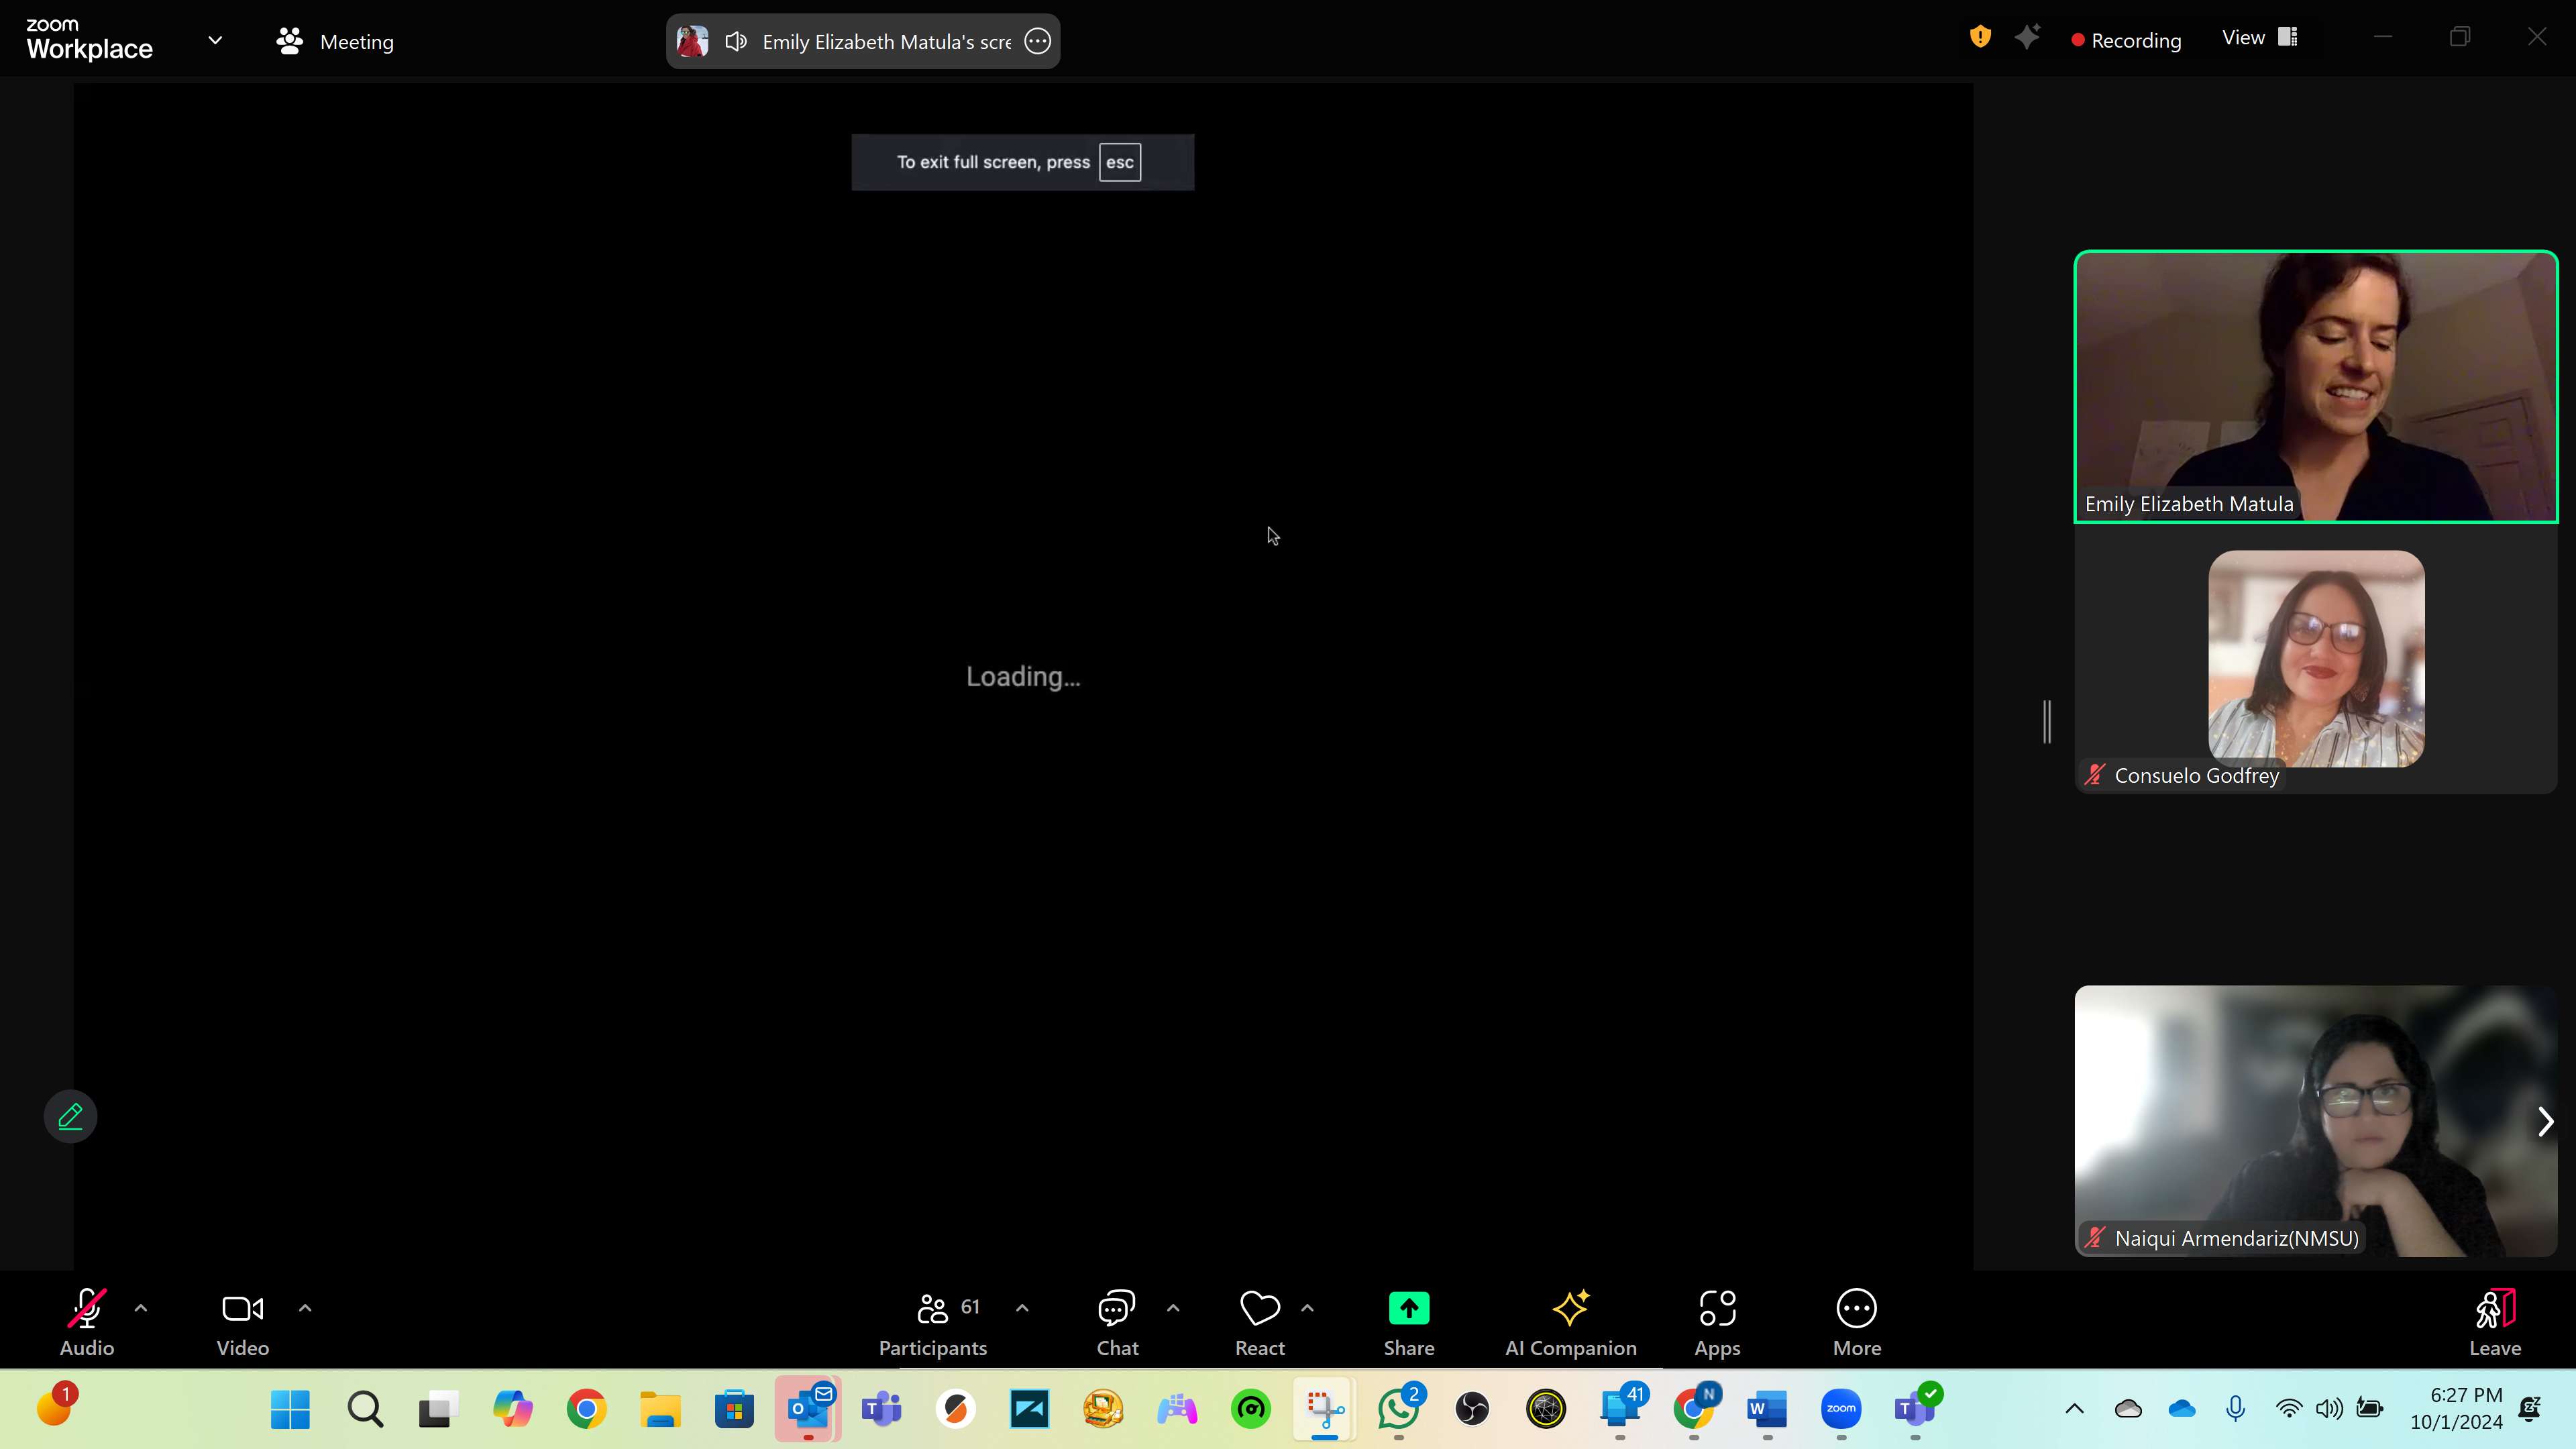 zoom
Workplace
Meeting
Emily Elizabeth Matula's scre
Recording
View
To exit full screen, press esc
Loading...
Emily Elizabeth Matula
Consuelo Godfrey
Naiqui Armendariz(NMSU)
Audio
Video
61
Participants
Chat
React
Share
AI Companion
Apps
More
Leave
1
2
41
N
zoom
6:27 PM
10/1/2024